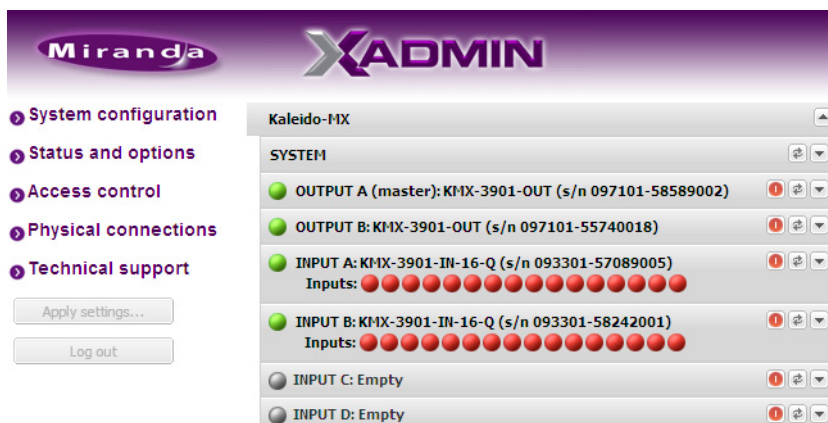 Miranda
XADMIN
System configuration
Status and options
Access control
Physical connections
Technical support
Apply settings...
Log out
Kaleido-MX
SYSTEM
OUTPUT A (master): KMX-3901-OUT (s/n 097101-58589002)
OUTPUT B: KMX-3901-OUT (s/n 097101-55740018)
INPUT A: KMX-3901-IN-16-Q (s/n 093301-57089005)
Inputs:
INPUT B: KMX-3901-IN-16-Q (s/n 093301-58242001)
Inputs:
INPUT C: Empty
INPUT D: Empty